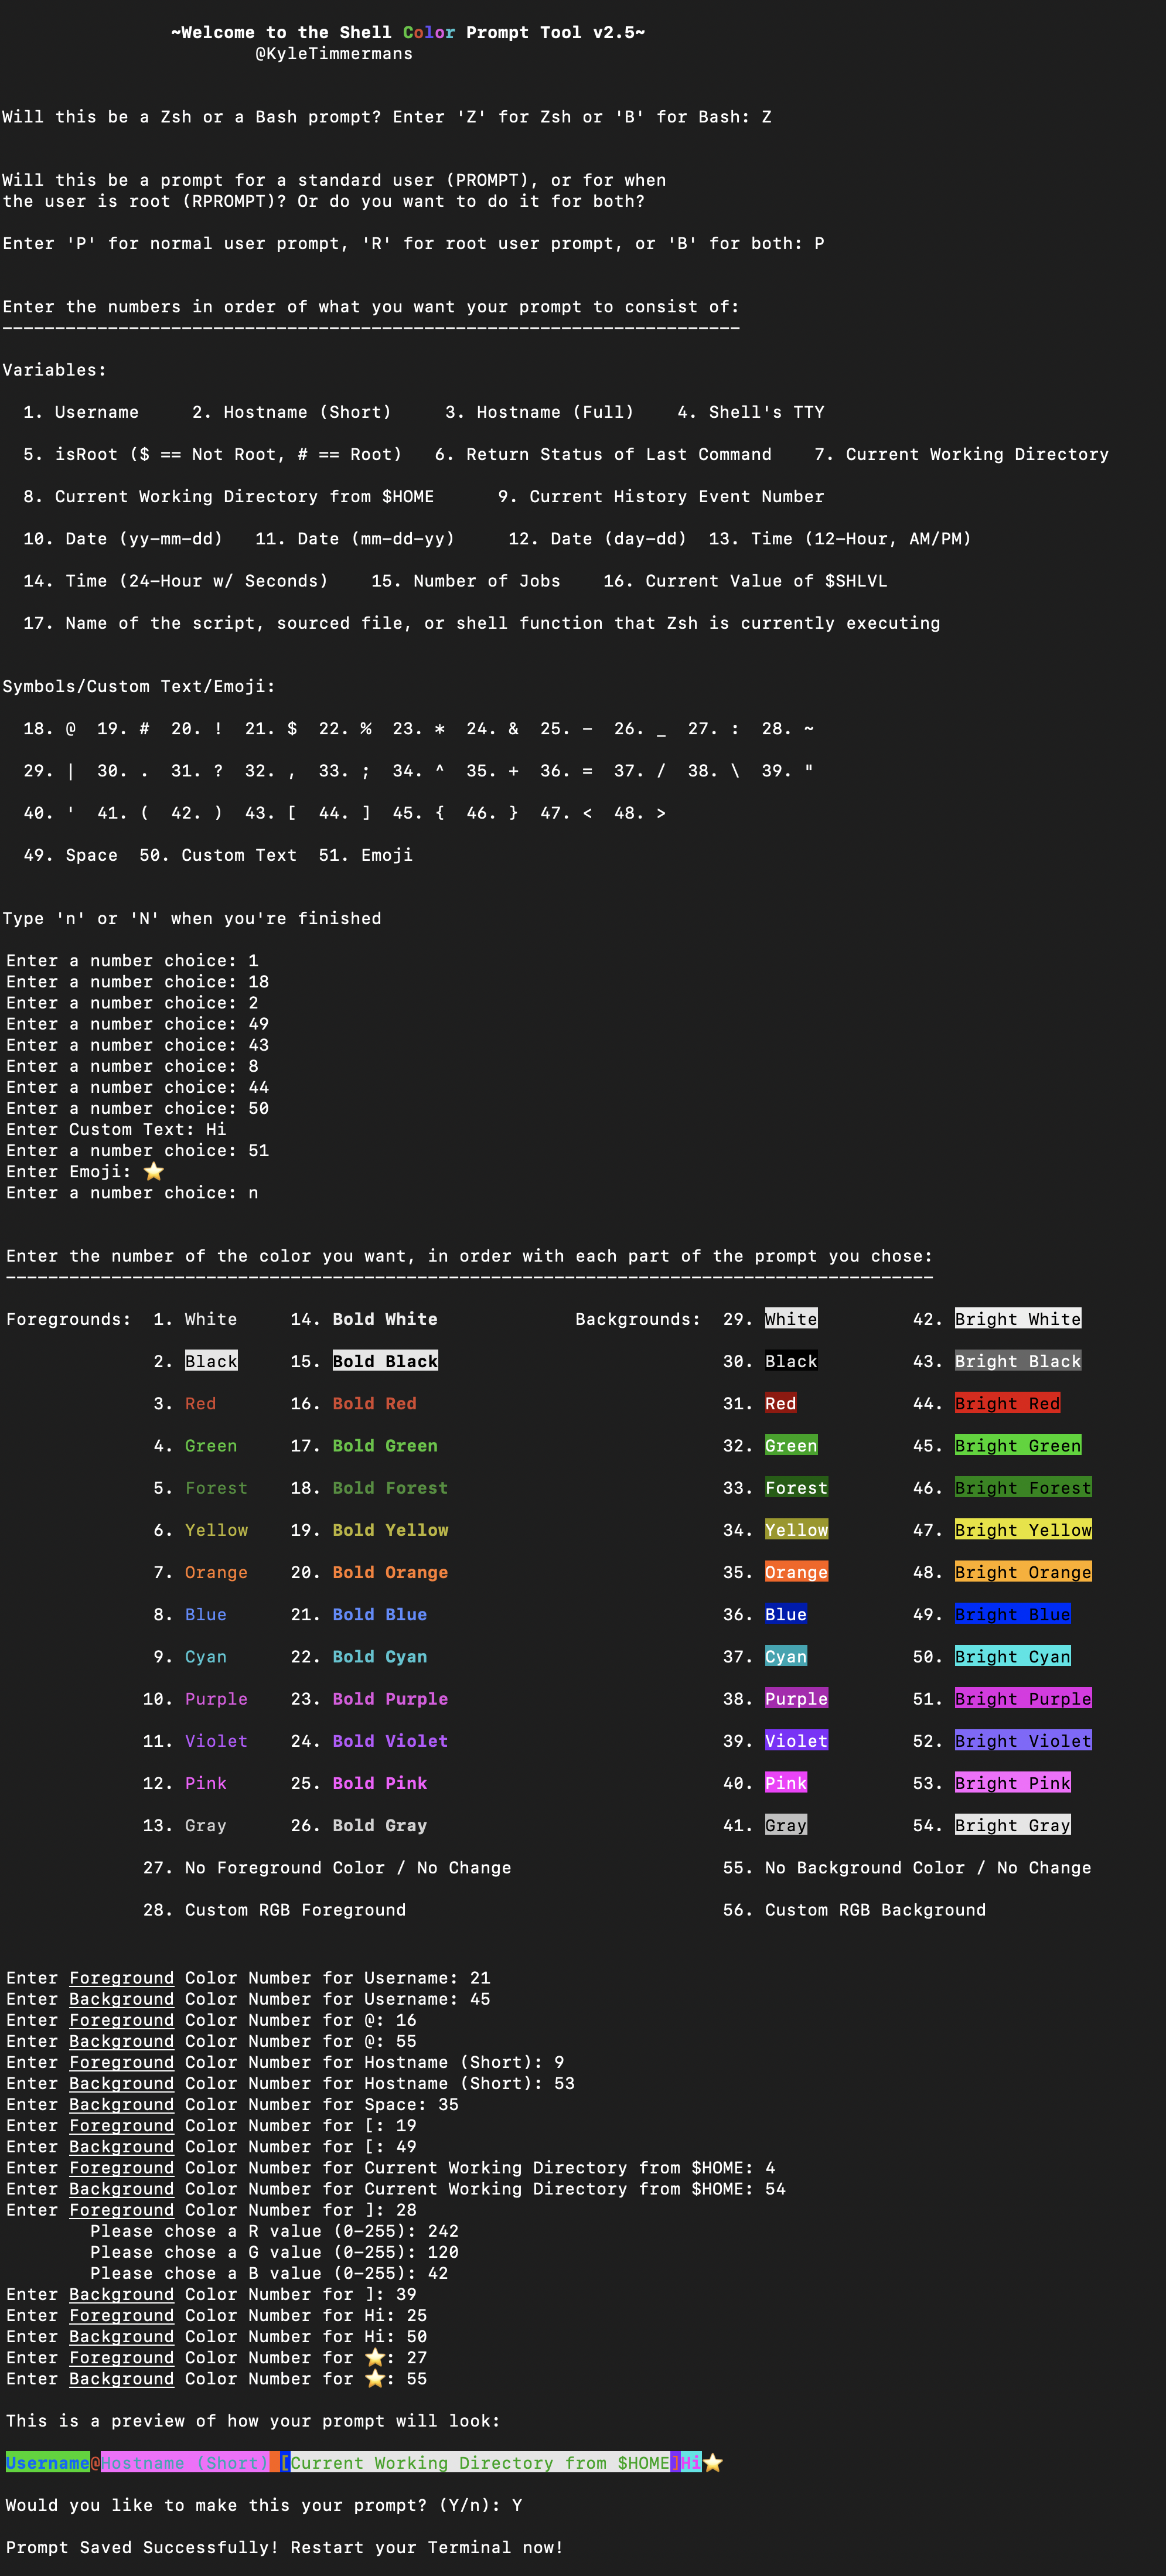 ~Welcome to the Shell Color Prompt Tool v2.5~
@KyleTimmermans
Will this be a Zsh or a Bash prompt? Enter 'Z' for Zsh or 'B' for Bash: Z
Will this be a prompt for a standard user (PROMPT), or for when
the user is root (RPROMPT)? Or do you want to do it for both?
Enter 'P' for normal user prompt, 'R' for root user prompt, or 'B' for both: P
Enter the numbers in order of what you want your prompt to consist of:
----------------------------------------------------------------------
Variables:
1. Username     2. Hostname (Short)     3. Hostname (Full)    4. Shell's TTY
5. isRoot ($ == Not Root, # == Root)   6. Return Status of Last Command    7. Current Working Directory
8. Current Working Directory from $HOME      9. Current History Event Number
10. Date (yy-mm-dd)   11. Date (mm-dd-yy)     12. Date (day-dd)  13. Time (12-Hour, AM/PM)
14. Time (24-Hour w/ Seconds)    15. Number of Jobs    16. Current Value of $SHLVL
17. Name of the script, sourced file, or shell function that Zsh is currently executing
Symbols/Custom Text/Emoji:
18. @  19. #  20. !  21. $  22. %  23. *  24. &  25. -  26. _  27. :  28. ~
29. |  30. .  31. ?  32. ,  33. ;  34. ^  35. +  36. =  37. /  38. \  39. "
40. '  41. (  42. )  43. [  44. ]  45. {  46. }  47. <  48. >
49. Space  50. Custom Text  51. Emoji
Type 'n' or 'N' when you're finished
Enter a number choice: 1
Enter a number choice: 18
Enter a number choice: 2
Enter a number choice: 49
Enter a number choice: 43
Enter a number choice: 8
Enter a number choice: 44
Enter a number choice: 50
Enter Custom Text: Hi
Enter a number choice: 51
Enter Emoji: ⭐
Enter a number choice: n
Enter the number of the color you want, in order with each part of the prompt you chose:
----------------------------------------------------------------------------------------
Foregrounds:  1. White     14. Bold White             Backgrounds:  29. White         42. Bright White
2. Black     15. Bold Black                           30. Black         43. Bright Black
3. Red       16. Bold Red                             31. Red           44. Bright Red
4. Green     17. Bold Green                           32. Green         45. Bright Green
5. Forest    18. Bold Forest                          33. Forest        46. Bright Forest
6. Yellow    19. Bold Yellow                          34. Yellow        47. Bright Yellow
7. Orange    20. Bold Orange                          35. Orange        48. Bright Orange
8. Blue      21. Bold Blue                            36. Blue          49. Bright Blue
9. Cyan      22. Bold Cyan                            37. Cyan          50. Bright Cyan
10. Purple    23. Bold Purple                          38. Purple        51. Bright Purple
11. Violet    24. Bold Violet                          39. Violet        52. Bright Violet
12. Pink      25. Bold Pink                            40. Pink          53. Bright Pink
13. Gray      26. Bold Gray                            41. Gray          54. Bright Gray
27. No Foreground Color / No Change                    55. No Background Color / No Change
28. Custom RGB Foreground                              56. Custom RGB Background
Enter Foreground Color Number for Username: 21
Enter Background Color Number for Username: 45
Enter Foreground Color Number for @: 16
Enter Background Color Number for @: 55
Enter Foreground Color Number for Hostname (Short): 9
Enter Background Color Number for Hostname (Short): 53
Enter Background Color Number for Space: 35
Enter Foreground Color Number for [: 19
Enter Background Color Number for [: 49
Enter Foreground Color Number for Current Working Directory from $HOME: 4
Enter Background Color Number for Current Working Directory from $HOME: 54
Enter Foreground Color Number for ]: 28
Please chose a R value (0-255): 242
Please chose a G value (0-255): 120
Please chose a B value (0-255): 42
Enter Background Color Number for ]: 39
Enter Foreground Color Number for Hi: 25
Enter Background Color Number for Hi: 50
Enter Foreground Color Number for ⭐: 27
Enter Background Color Number for ⭐: 55
This is a preview of how your prompt will look:
Username@Hostname (Short) [Current Working Directory from $HOME]Hi⭐
Would you like to make this your prompt? (Y/n): Y
Prompt Saved Successfully! Restart your Terminal now!